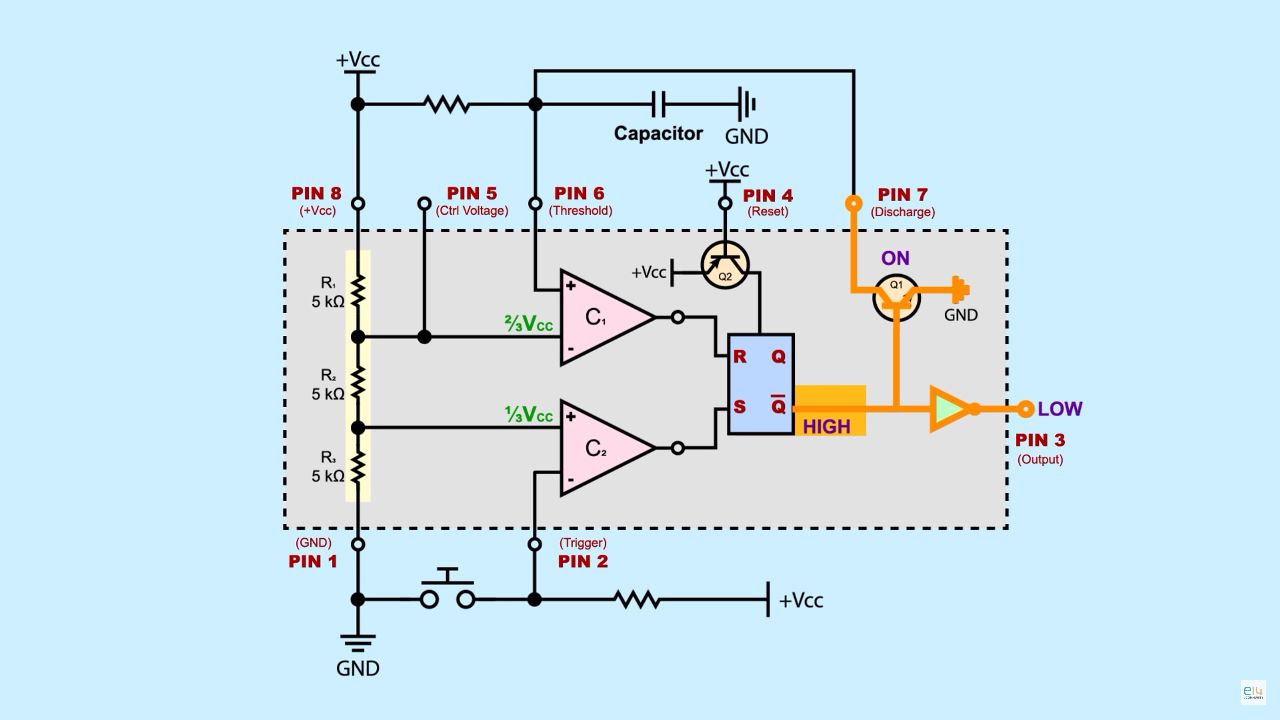 +Vcc
Capacitor
GND
+Vcc
PIN 8
(+Vcc)
PIN 5
(Ctrl Voltage)
PIN 6
(Threshold)
PIN 4
(Reset)
PIN 7
(Discharge)
ON
+Vcc
Q2
Q1
GND
R₁
5 kΩ
⅔Vcc
+
C₁
-
R Q
R₂
5 kΩ
⅓Vcc
+
C₂
-
S Q̅
HIGH
LOW
PIN 3
(Output)
R₃
5 kΩ
(GND)
PIN 1
(Trigger)
PIN 2
+Vcc
GND
e14